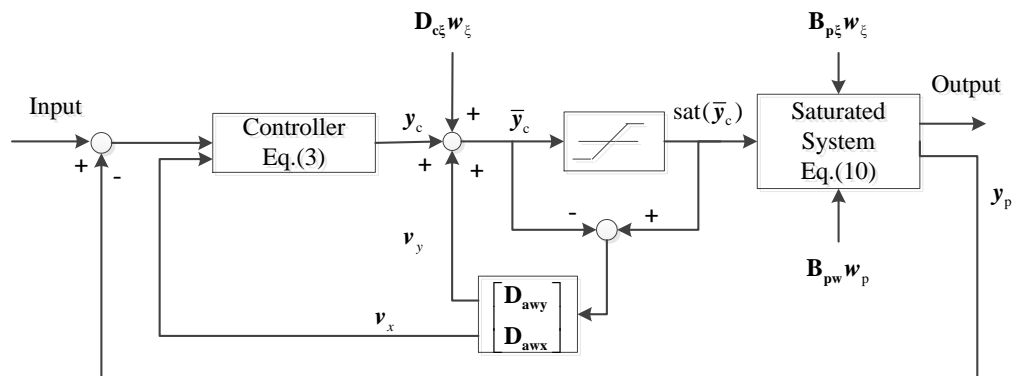 D_cξ w_ξ
B_pξ w_ξ
Input
Output
+
-
Controller
Eq.(3)
y_c
+
+
+
ȳ_c
sat(ȳ_c)
Saturated
System
Eq.(10)
y_p
-
+
v_y
B_pw w_p
D_awy
D_awx
v_x